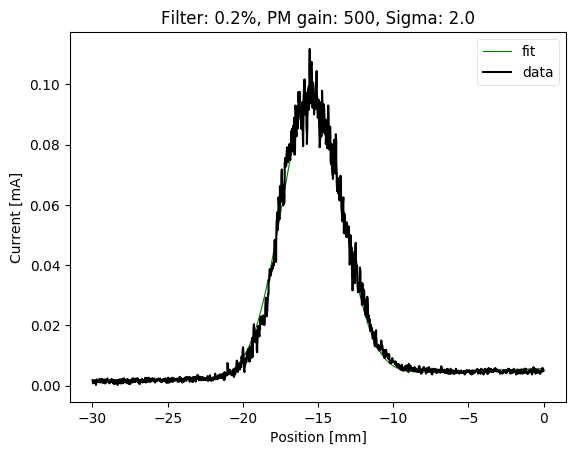 Filter: 0.2%, PM gain: 500, Sigma: 2.0
fit
data
0.10
0.08
0.06
0.04
0.02
0.00
Current [mA]
−30
−25
−20
−15
−10
−5
0
Position [mm]